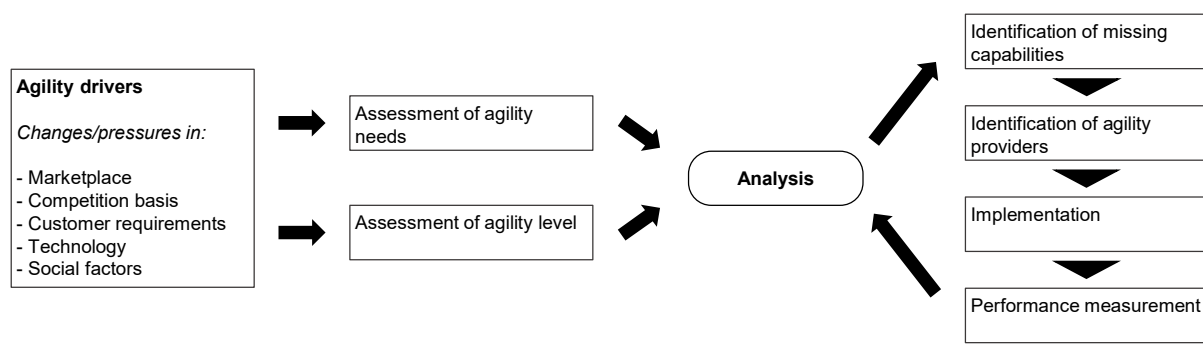 Agility drivers
Changes/pressures in:
- Marketplace
- Competition basis
- Customer requirements
- Technology
- Social factors
Assessment of agility
needs
Assessment of agility level
Analysis
Identification of missing
capabilities
Identification of agility
providers
Implementation
Performance measurement